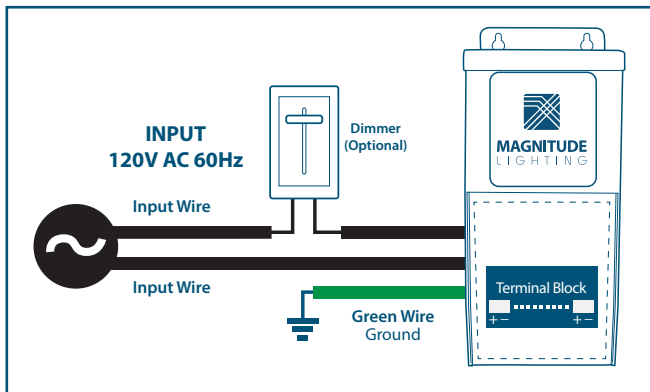 INPUT
120V AC 60Hz
Dimmer
(Optional)
MAGNITUDE
LIGHTING
Input Wire
Input Wire
Green Wire
Ground
Terminal Block
+ - + -